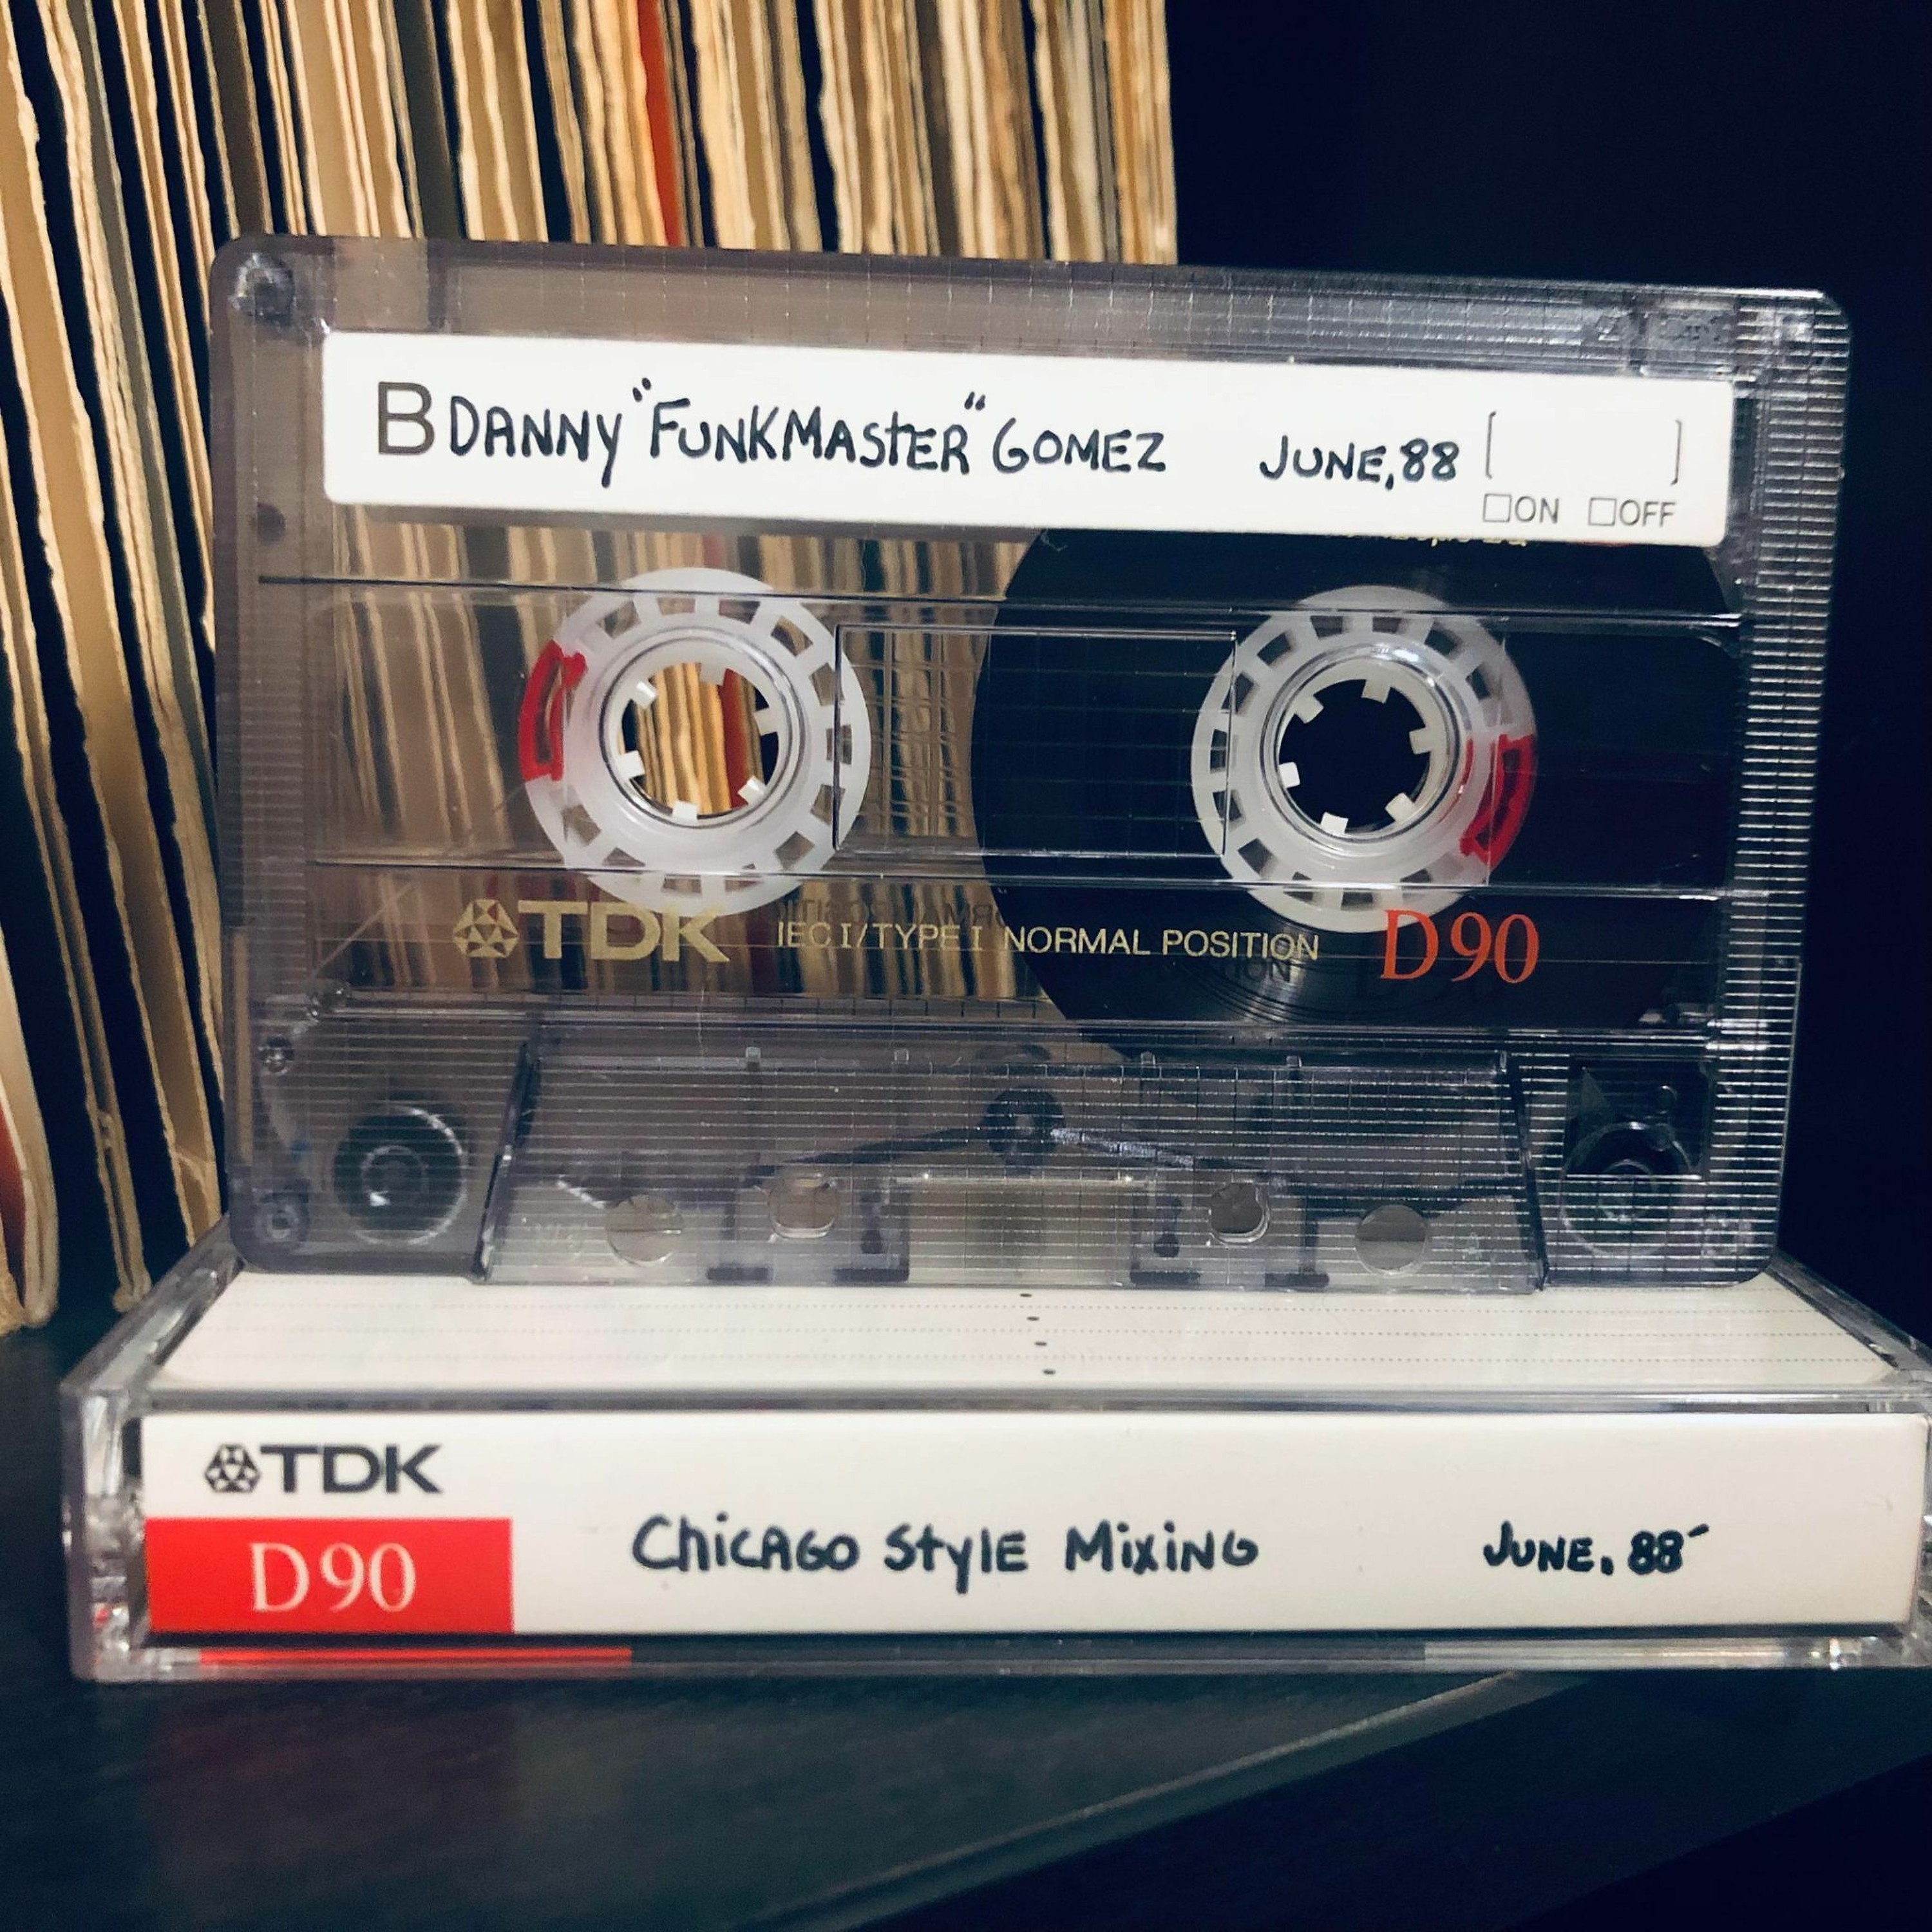 B DANNY "FUNKMASTER" GOMEZ JUNE, 88 [ ]
☐ON ☐OFF
TDK IEC I/TYPE I NORMAL POSITION D90
TDK
D90
CHICAGO STYLE MIXING JUNE. 88'